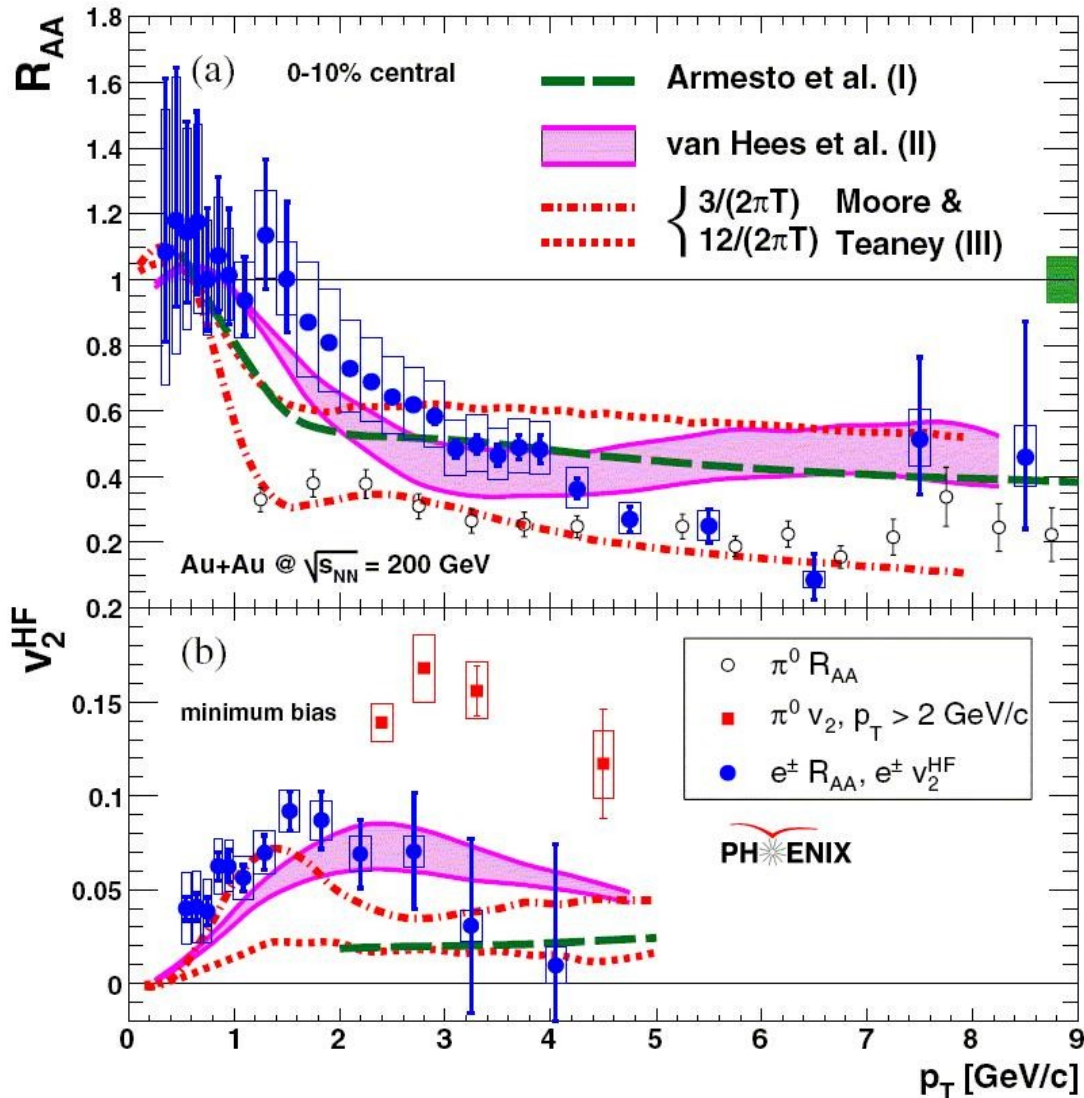 R_AA
1.8
1.6
1.4
1.2
1
0.8
0.6
0.4
0.2
(a)
0-10% central
Armesto et al. (I)
van Hees et al. (II)
3/(2πT) Moore &
12/(2πT) Teaney (III)
Au+Au @ √s_NN = 200 GeV
v_2^HF
0.15
0.1
0.05
0
(b)
minimum bias
π⁰ R_AA
π⁰ v_2, p_T > 2 GeV/c
e± R_AA, e± v_2^HF
PHENIX
0 1 2 3 4 5 6 7 8 9
p_T [GeV/c]